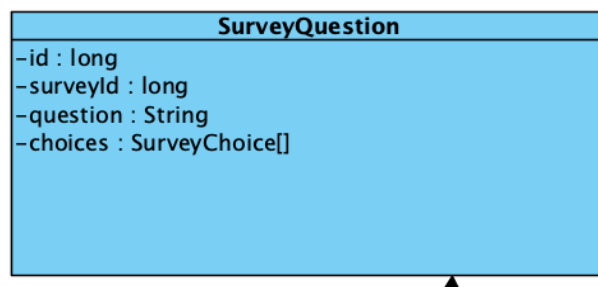 SurveyQuestion
-id : long
-surveyId : long
-question : String
-choices : SurveyChoice[]